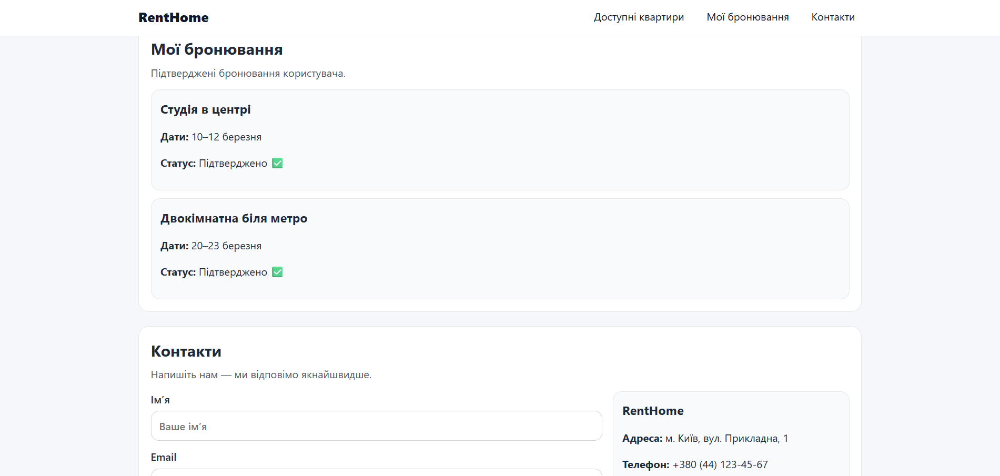 RentHome
Доступні квартири
Мої бронювання
Контакти
Мої бронювання
Підтверджені бронювання користувача.
Студія в центрі
Дати: 10–12 березня
Статус: Підтверджено ✅
Двокімнатна біля метро
Дати: 20–23 березня
Статус: Підтверджено ✅
Контакти
Напишіть нам — ми відповімо якнайшвидше.
Ім’я
Ваше ім’я
Email
RentHome
Адреса: м. Київ, вул. Прикладна, 1
Телефон: +380 (44) 123-45-67